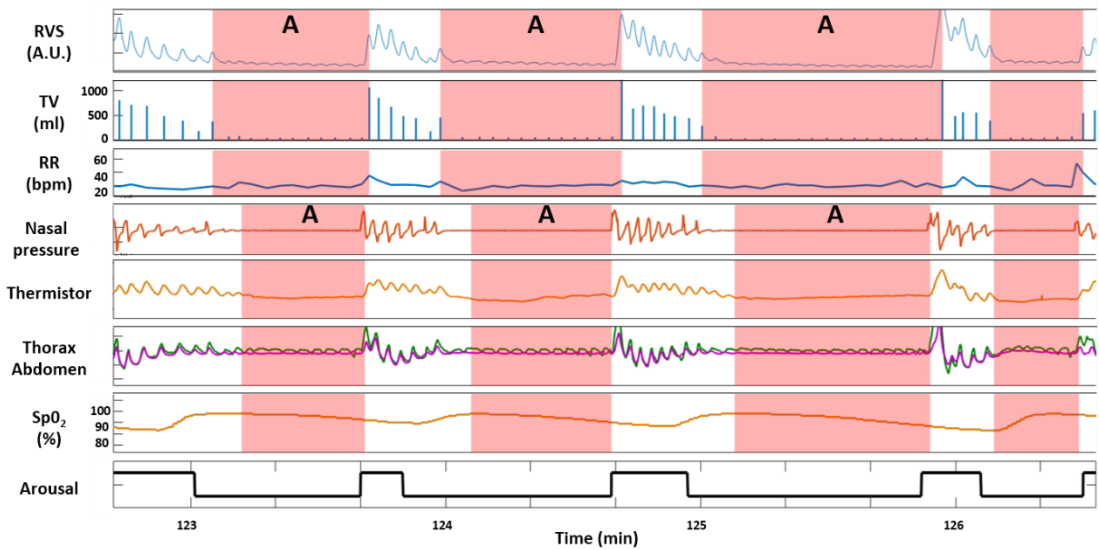 RVS
(A.U.)
A A A
TV
(ml)
1000
500
0
RR
(bpm)
60
40
20
Nasal
pressure
A A A
Thermistor
Thorax
Abdomen
Sp0₂
(%)
100
90
80
Arousal
123 124 125 126
Time (min)